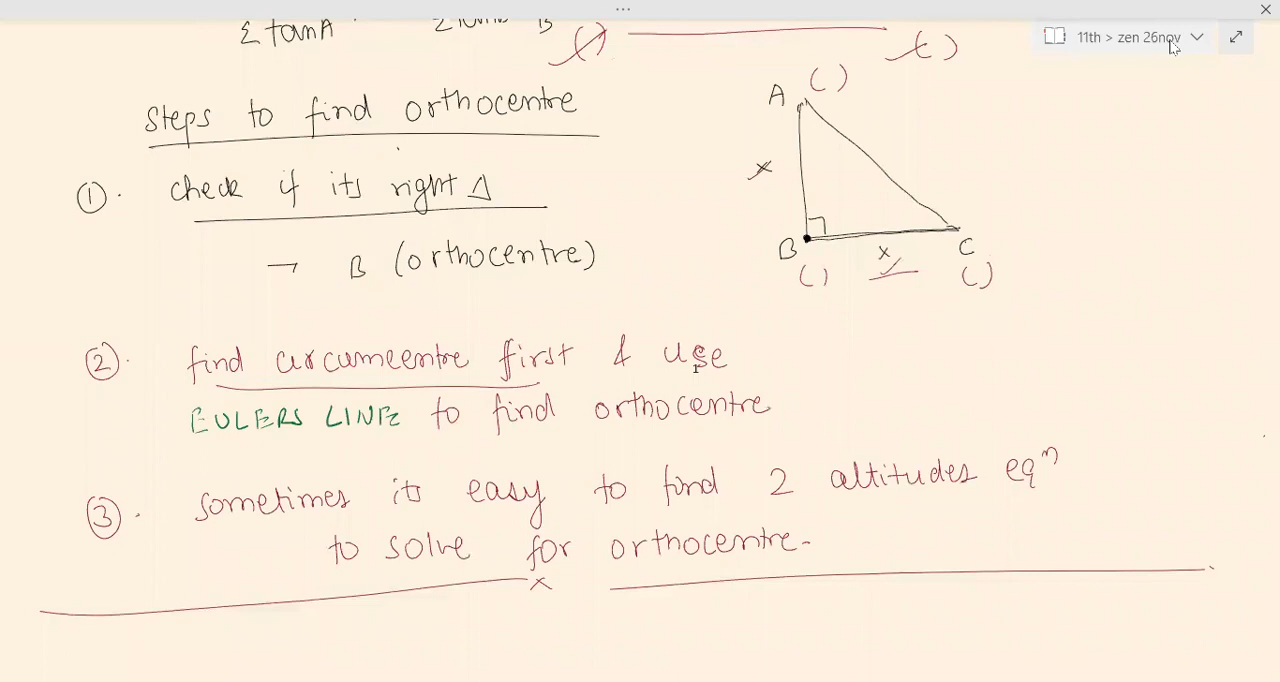 Σ tanA
11th > zen 26nov
steps to find orthocentre
A ( )
①. check if its right Δ
x
→ B (orthocentre)
B x C
( ) ( )
②. find circumcentre first & use
EULERS LINE to find orthocentre
③. sometimes its easy to find 2 altitudes eqⁿ
to solve for orthocentre.
x